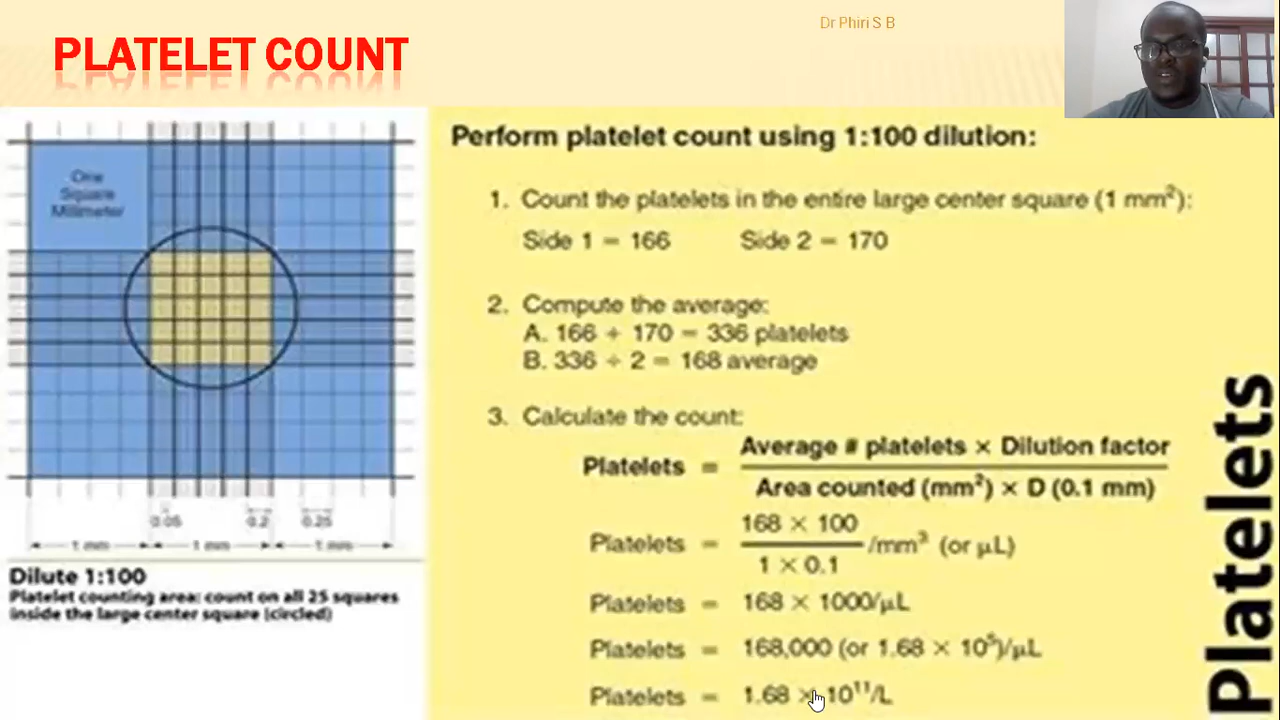 Dr Phiri S B
PLATELET COUNT
One
Square
Millimeter
0.05
0.2
0.25
1 mm
1 mm
1 mm
Dilute 1:100
Platelet counting area: count on all 25 squares
inside the large center square (circled)
Perform platelet count using 1:100 dilution:
1. Count the platelets in the entire large center square (1 mm²):
Side 1 = 166 Side 2 = 170
2. Compute the average:
A. 166 + 170 = 336 platelets
B. 336 ÷ 2 = 168 average
3. Calculate the count:
Platelets = Average # platelets × Dilution factor
Area counted (mm²) × D (0.1 mm)
Platelets = 168 × 100 /mm³ (or µL)
1 × 0.1
Platelets = 168 × 1000/µL
Platelets = 168,000 (or 1.68 × 10⁵)/µL
Platelets = 1.68 × 10¹¹/L
Platelets